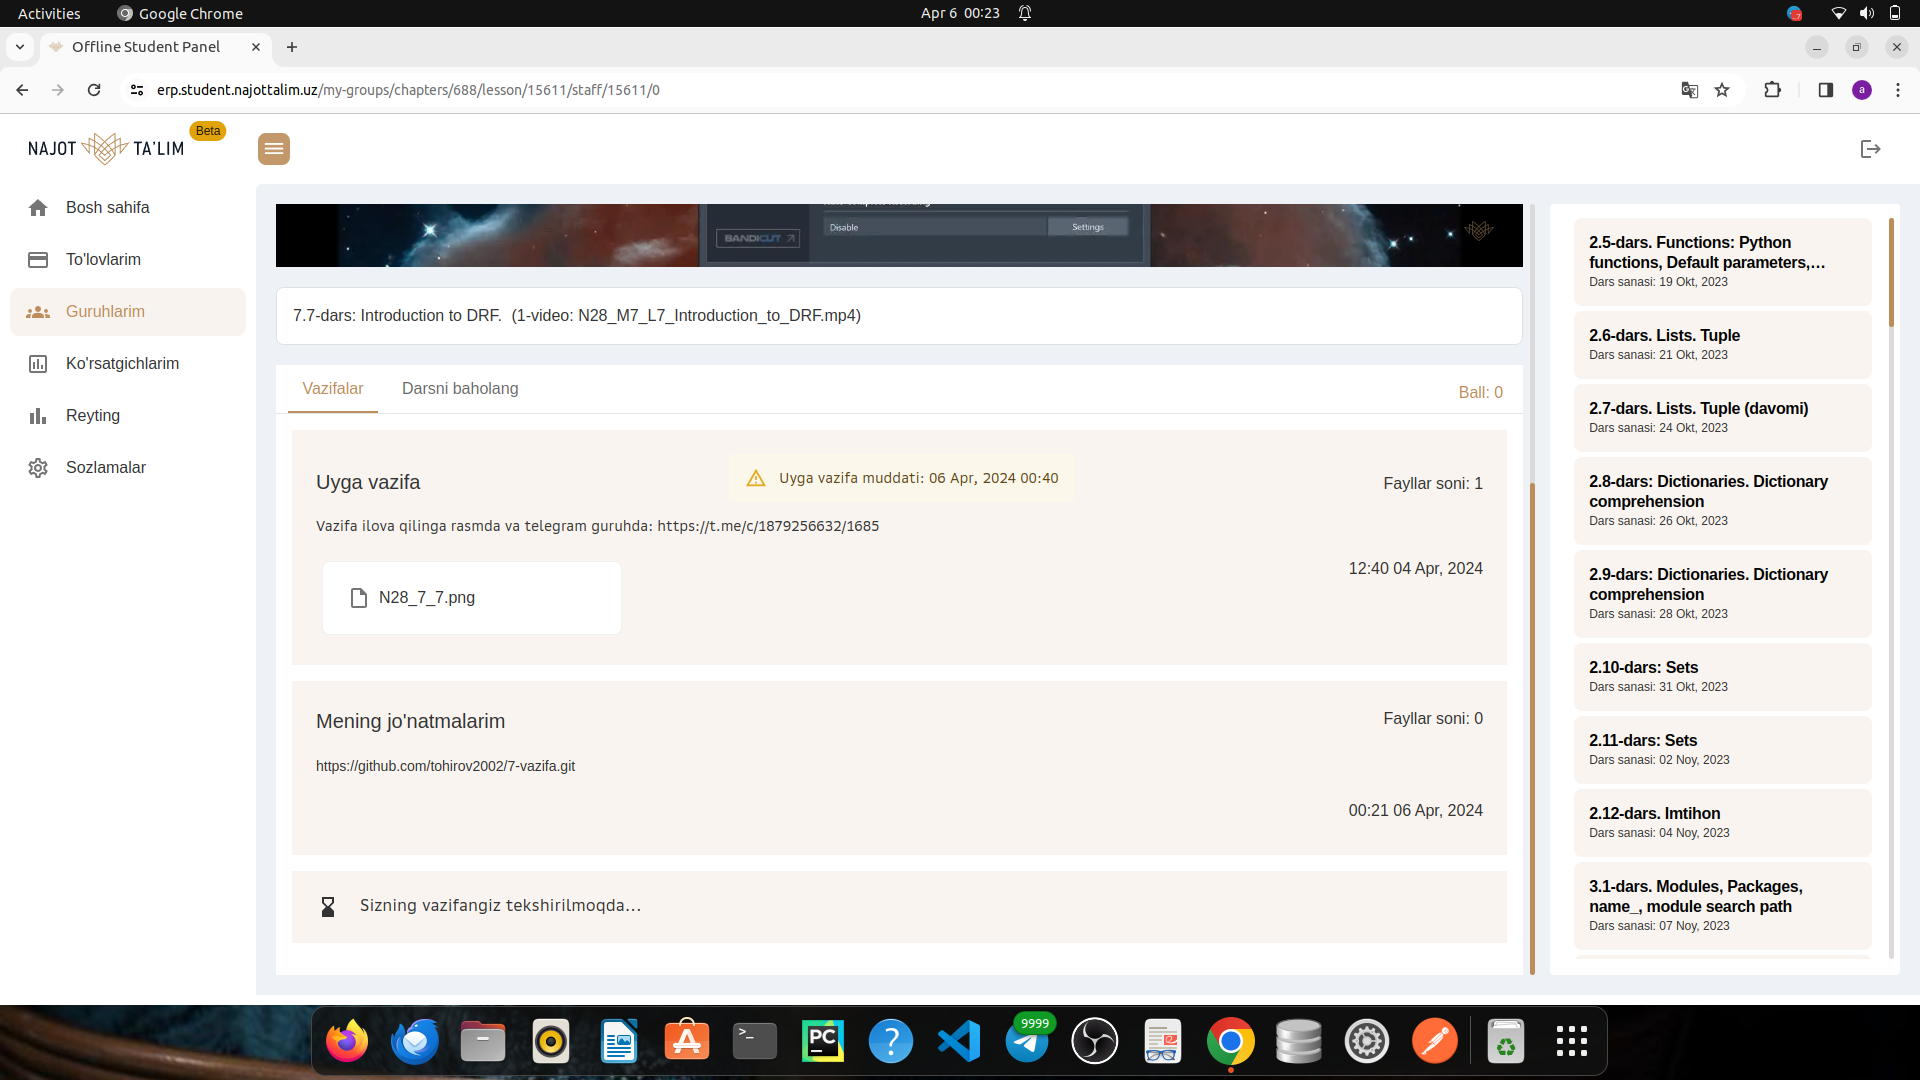 Activities
Google Chrome
Apr 6 00:23
Offline Student Panel
erp.student.najottalim.uz/my-groups/chapters/688/lesson/15611/staff/15611/0
a
NAJOT TA'LIM
Beta
Bosh sahifa
To'lovlarim
Guruhlarim
Ko'rsatgichlarim
Reyting
Sozlamalar
Disable
Settings
BANDICUT
7.7-dars: Introduction to DRF. (1-video: N28_M7_L7_Introduction_to_DRF.mp4)
Vazifalar
Darsni baholang
Ball: 0
Uyga vazifa
Uyga vazifa muddati: 06 Apr, 2024 00:40
Fayllar soni: 1
Vazifa ilova qilinga rasmda va telegram guruhda: https://t.me/c/1879256632/1685
12:40 04 Apr, 2024
N28_7_7.png
Mening jo'natmalarim
Fayllar soni: 0
https://github.com/tohirov2002/7-vazifa.git
00:21 06 Apr, 2024
Sizning vazifangiz tekshirilmoqda...
2.5-dars. Functions: Python
functions, Default parameters,...
Dars sanasi: 19 Okt, 2023
2.6-dars. Lists. Tuple
Dars sanasi: 21 Okt, 2023
2.7-dars. Lists. Tuple (davomi)
Dars sanasi: 24 Okt, 2023
2.8-dars: Dictionaries. Dictionary
comprehension
Dars sanasi: 26 Okt, 2023
2.9-dars: Dictionaries. Dictionary
comprehension
Dars sanasi: 28 Okt, 2023
2.10-dars: Sets
Dars sanasi: 31 Okt, 2023
2.11-dars: Sets
Dars sanasi: 02 Noy, 2023
2.12-dars. Imtihon
Dars sanasi: 04 Noy, 2023
3.1-dars. Modules, Packages,
name_, module search path
Dars sanasi: 07 Noy, 2023
PC
9999